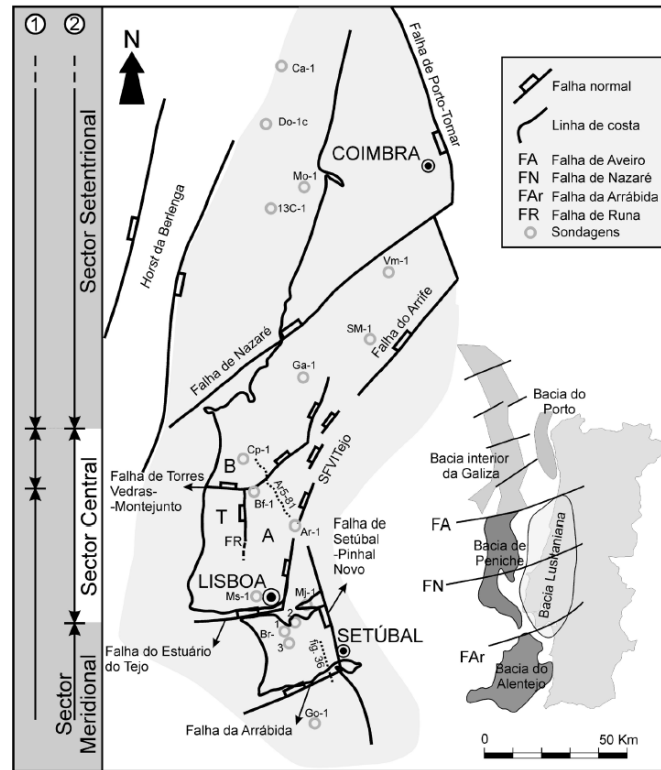 1
2
Sector Setentrional
Sector Central
Sector
Meridional
N
Ca-1
Do-1c
Mo-1
13C-1
COIMBRA
Falha de Porto-Tomar
Horst da Berlenga
Vm-1
SM-1
Falha de Nazaré
Falha do Arrife
Ga-1
Cp-1
B
Ar5-81
SFVITejo
Falha de Torres
Vedras-
-Montejunto
Bf-1
T
A
FR
Ar-1
Falha de
Setúbal
-Pinhal
Novo
LISBOA
Ms-1
Mj-1
2
1
Br-
3
fig. 36
SETÚBAL
Falha do Estuário
do Tejo
Falha da Arrábida
Go-1
Falha normal
Linha de costa
FA Falha de Aveiro
FN Falha de Nazaré
FAr Falha da Arrábida
FR Falha de Runa
Sondagens
Bacia do
Porto
Bacia interior
da Galiza
FA
Bacia de
Peniche
Bacia Lusitaniana
FN
FAr
Bacia do
Alentejo
0 50 Km